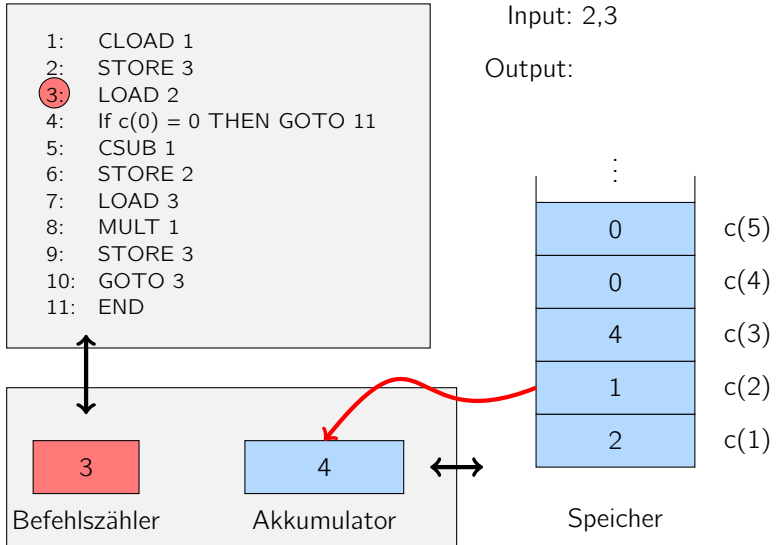 Input: 2,3
Output:
1: CLOAD 1
2: STORE 3
3: LOAD 2
4: If c(0) = 0 THEN GOTO 11
5: CSUB 1
6: STORE 2
7: LOAD 3
8: MULT 1
9: STORE 3
10: GOTO 3
11: END
⋮
0 c(5)
0 c(4)
4 c(3)
1 c(2)
2 c(1)
3 4
Befehlszähler Akkumulator Speicher